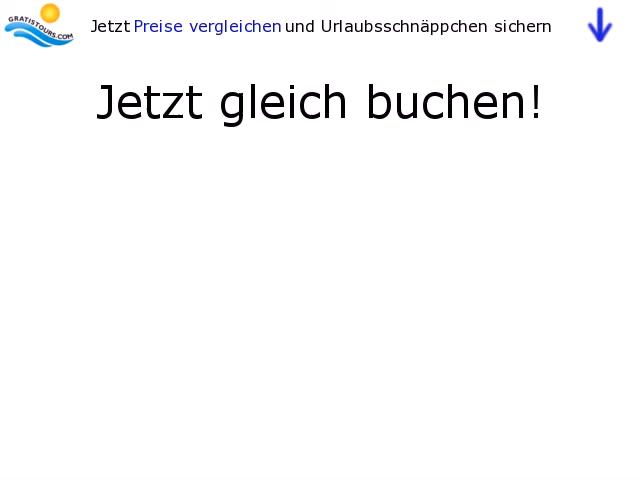 GRATISTOURS.COM
Jetzt Preise vergleichen und Urlaubsschnäppchen sichern
Jetzt gleich buchen!